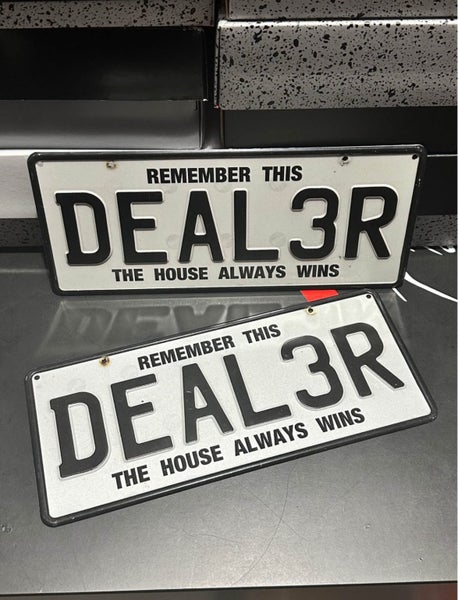 REMEMBER THIS
DEAL3R
THE HOUSE ALWAYS WINS
REMEMBER THIS
DEAL3R
THE HOUSE ALWAYS WINS